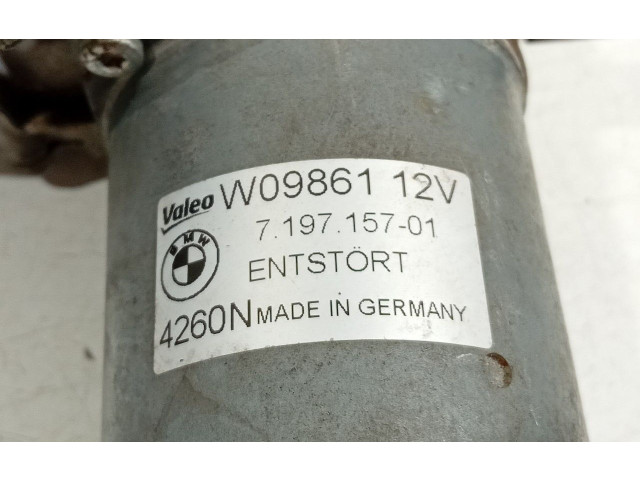 Valeo W09861 12V
7.197.157-01
BMW
ENTSTÖRT
4260N MADE IN GERMANY